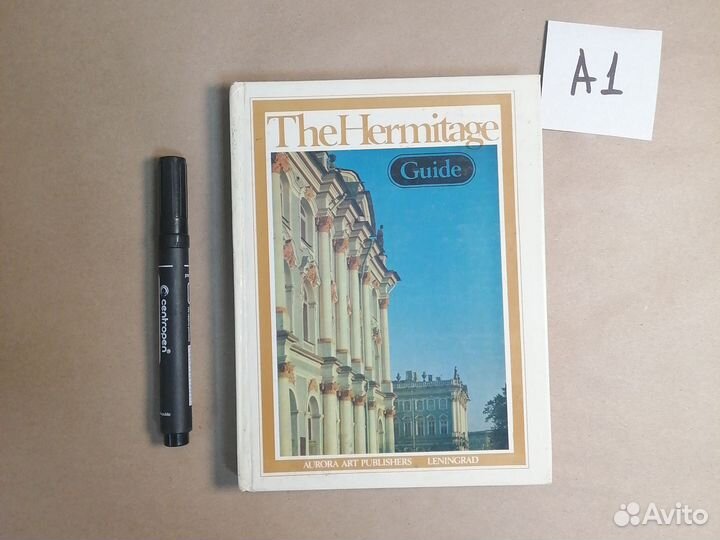 A1
The Hermitage
Guide
centropen®
AURORA ART PUBLISHERS LENINGRAD
Avito